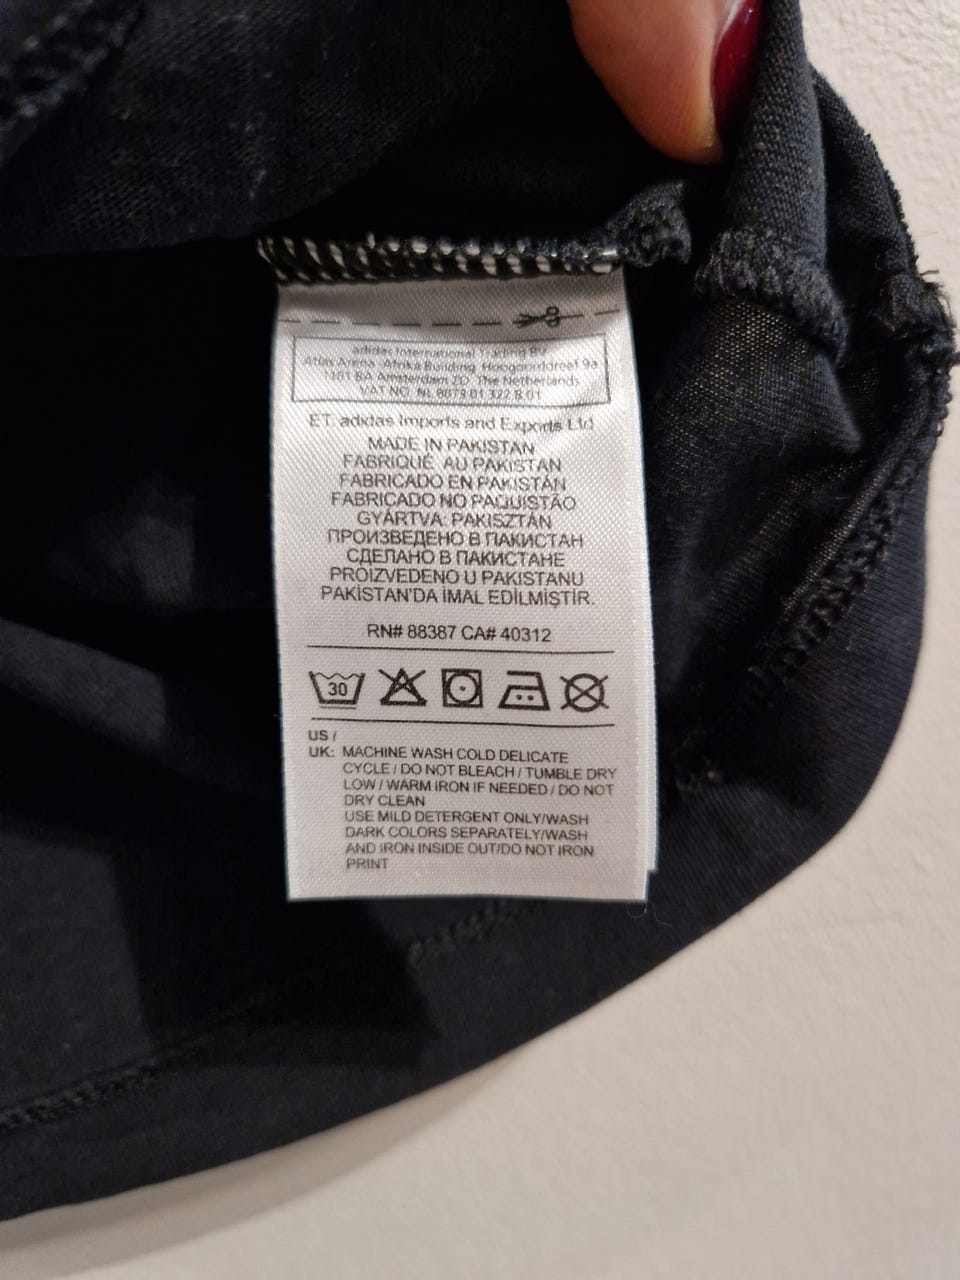 adidas International Trading BV
Atlas Arena Afrika Building, Hoogoorddreef 9a
1101 BA Amsterdam ZO The Netherlands
VAT NO NL 8073 01 322 B 01
ET: adidas Imports and Exports Ltd
MADE IN PAKISTAN
FABRIQUÉ AU PAKISTAN
FABRICADO EN PAKISTÁN
FABRICADO NO PAQUISTÃO
GYÁRTVA: PAKISZTÁN
ПРОИЗВЕДЕНО В ПАКИСТАН
СДЕЛАНО В ПАКИСТАНЕ
PROIZVEDENO U PAKISTANU
PAKİSTAN'DA İMAL EDİLMİŞTİR.
RN# 88387 CA# 40312
30
US /
UK: MACHINE WASH COLD DELICATE
CYCLE / DO NOT BLEACH / TUMBLE DRY
LOW / WARM IRON IF NEEDED / DO NOT
DRY CLEAN
USE MILD DETERGENT ONLY/WASH
DARK COLORS SEPARATELY/WASH
AND IRON INSIDE OUT/DO NOT IRON
PRINT